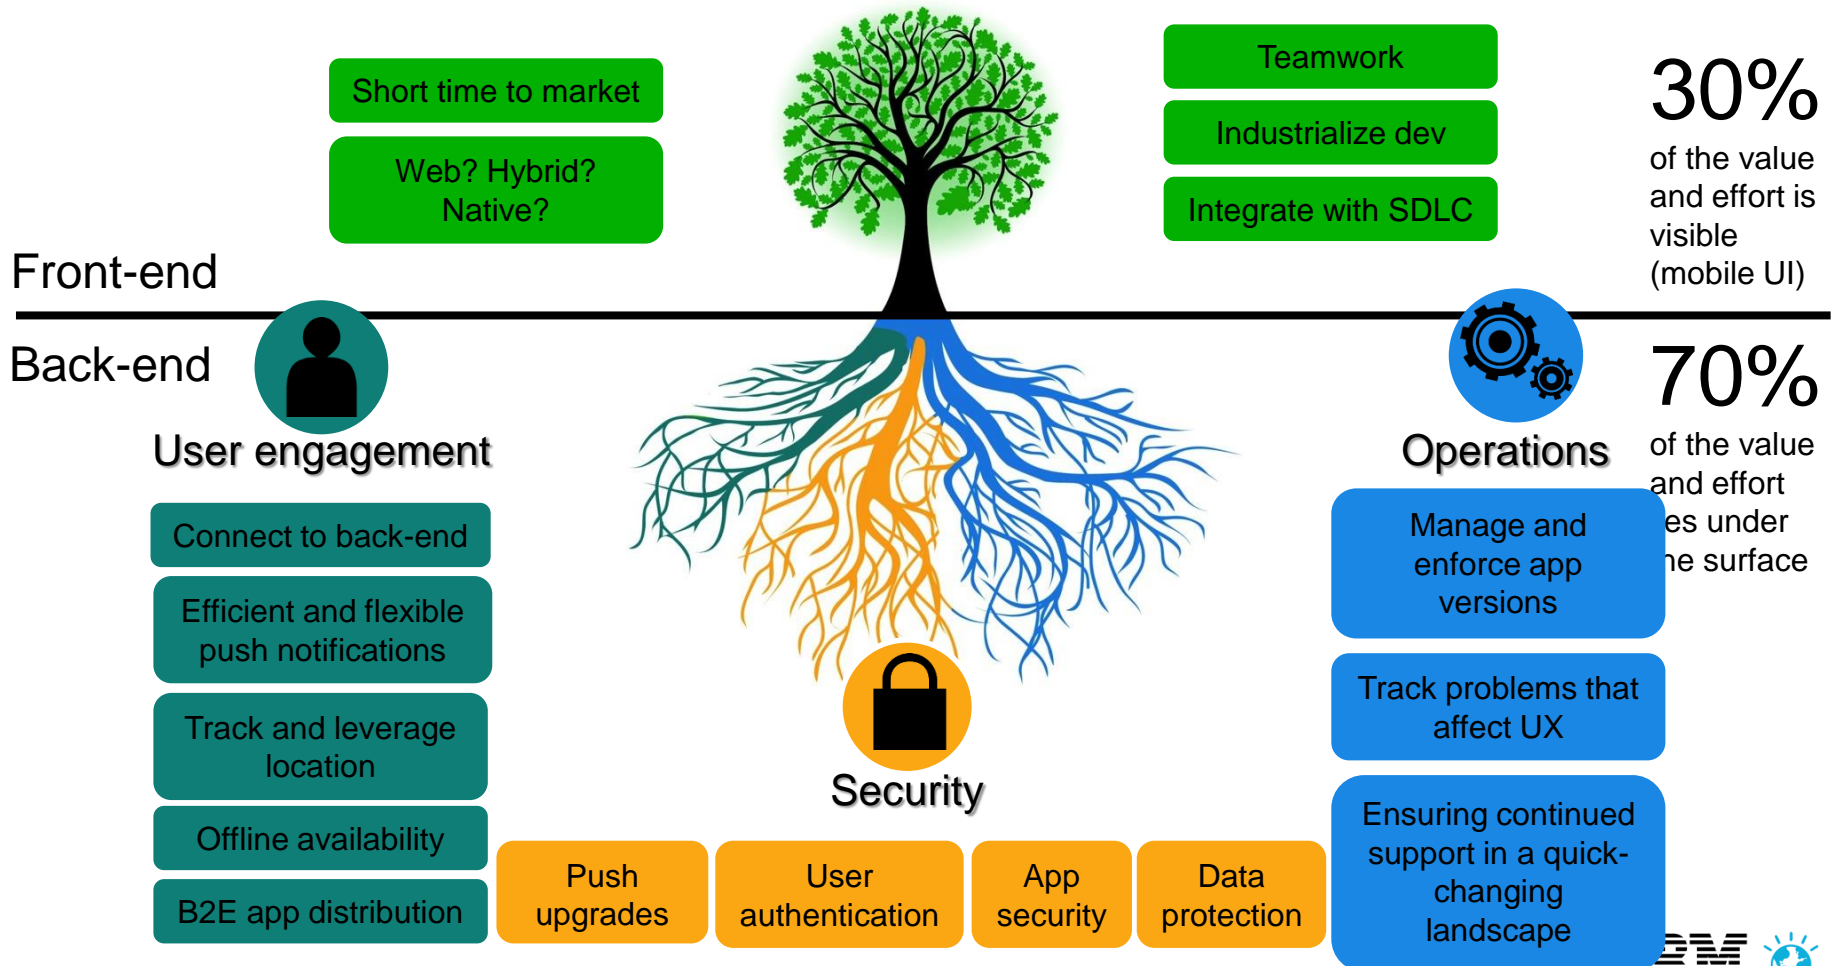 Short time to market
Web? Hybrid?
Native?
Teamwork
Industrialize dev
Integrate with SDLC
30%
of the value
and effort is
visible
(mobile UI)
Front-end
Back-end
User engagement
Connect to back-end
Efficient and flexible
push notifications
Track and leverage
location
Offline availability
B2E app distribution
Security
Push
upgrades
User
authentication
App
security
Data
protection
Operations
Manage and
enforce app
versions
Track problems that
affect UX
Ensuring continued
support in a quick-
changing
landscape
70%
of the value
and effort
under
surface